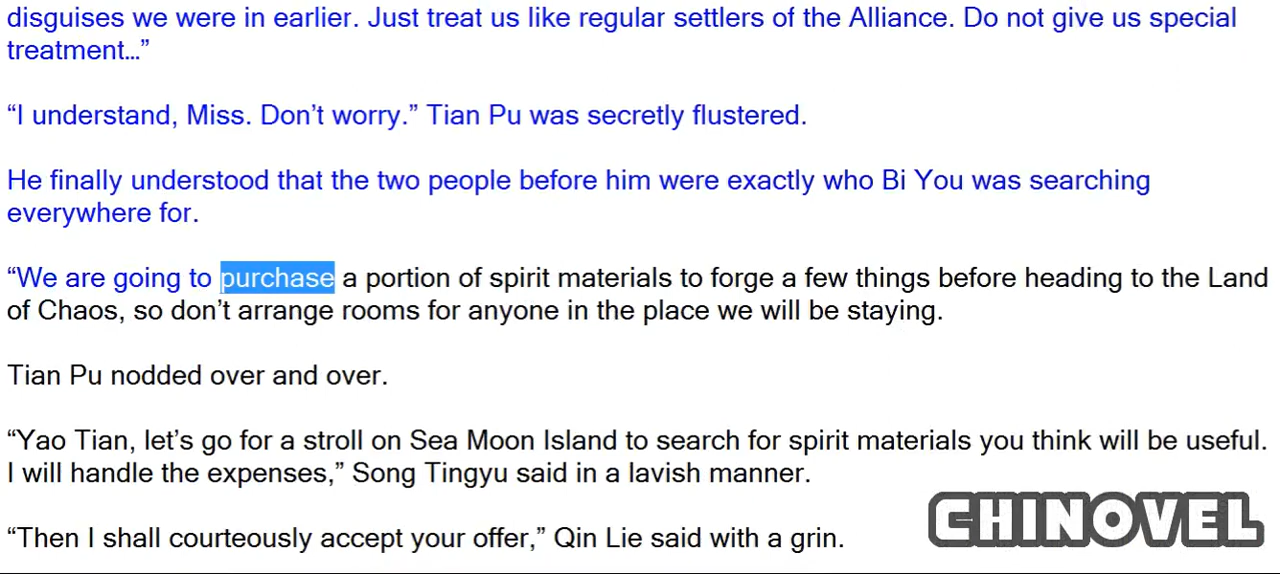 disguises we were in earlier. Just treat us like regular settlers of the Alliance. Do not give us special
treatment…”
“I understand, Miss. Don’t worry.” Tian Pu was secretly flustered.
He finally understood that the two people before him were exactly who Bi You was searching
everywhere for.
“We are going to purchase a portion of spirit materials to forge a few things before heading to the Land
of Chaos, so don’t arrange rooms for anyone in the place we will be staying.
Tian Pu nodded over and over.
“Yao Tian, let’s go for a stroll on Sea Moon Island to search for spirit materials you think will be useful.
I will handle the expenses,” Song Tingyu said in a lavish manner.
“Then I shall courteously accept your offer,” Qin Lie said with a grin.
CHINOVEL